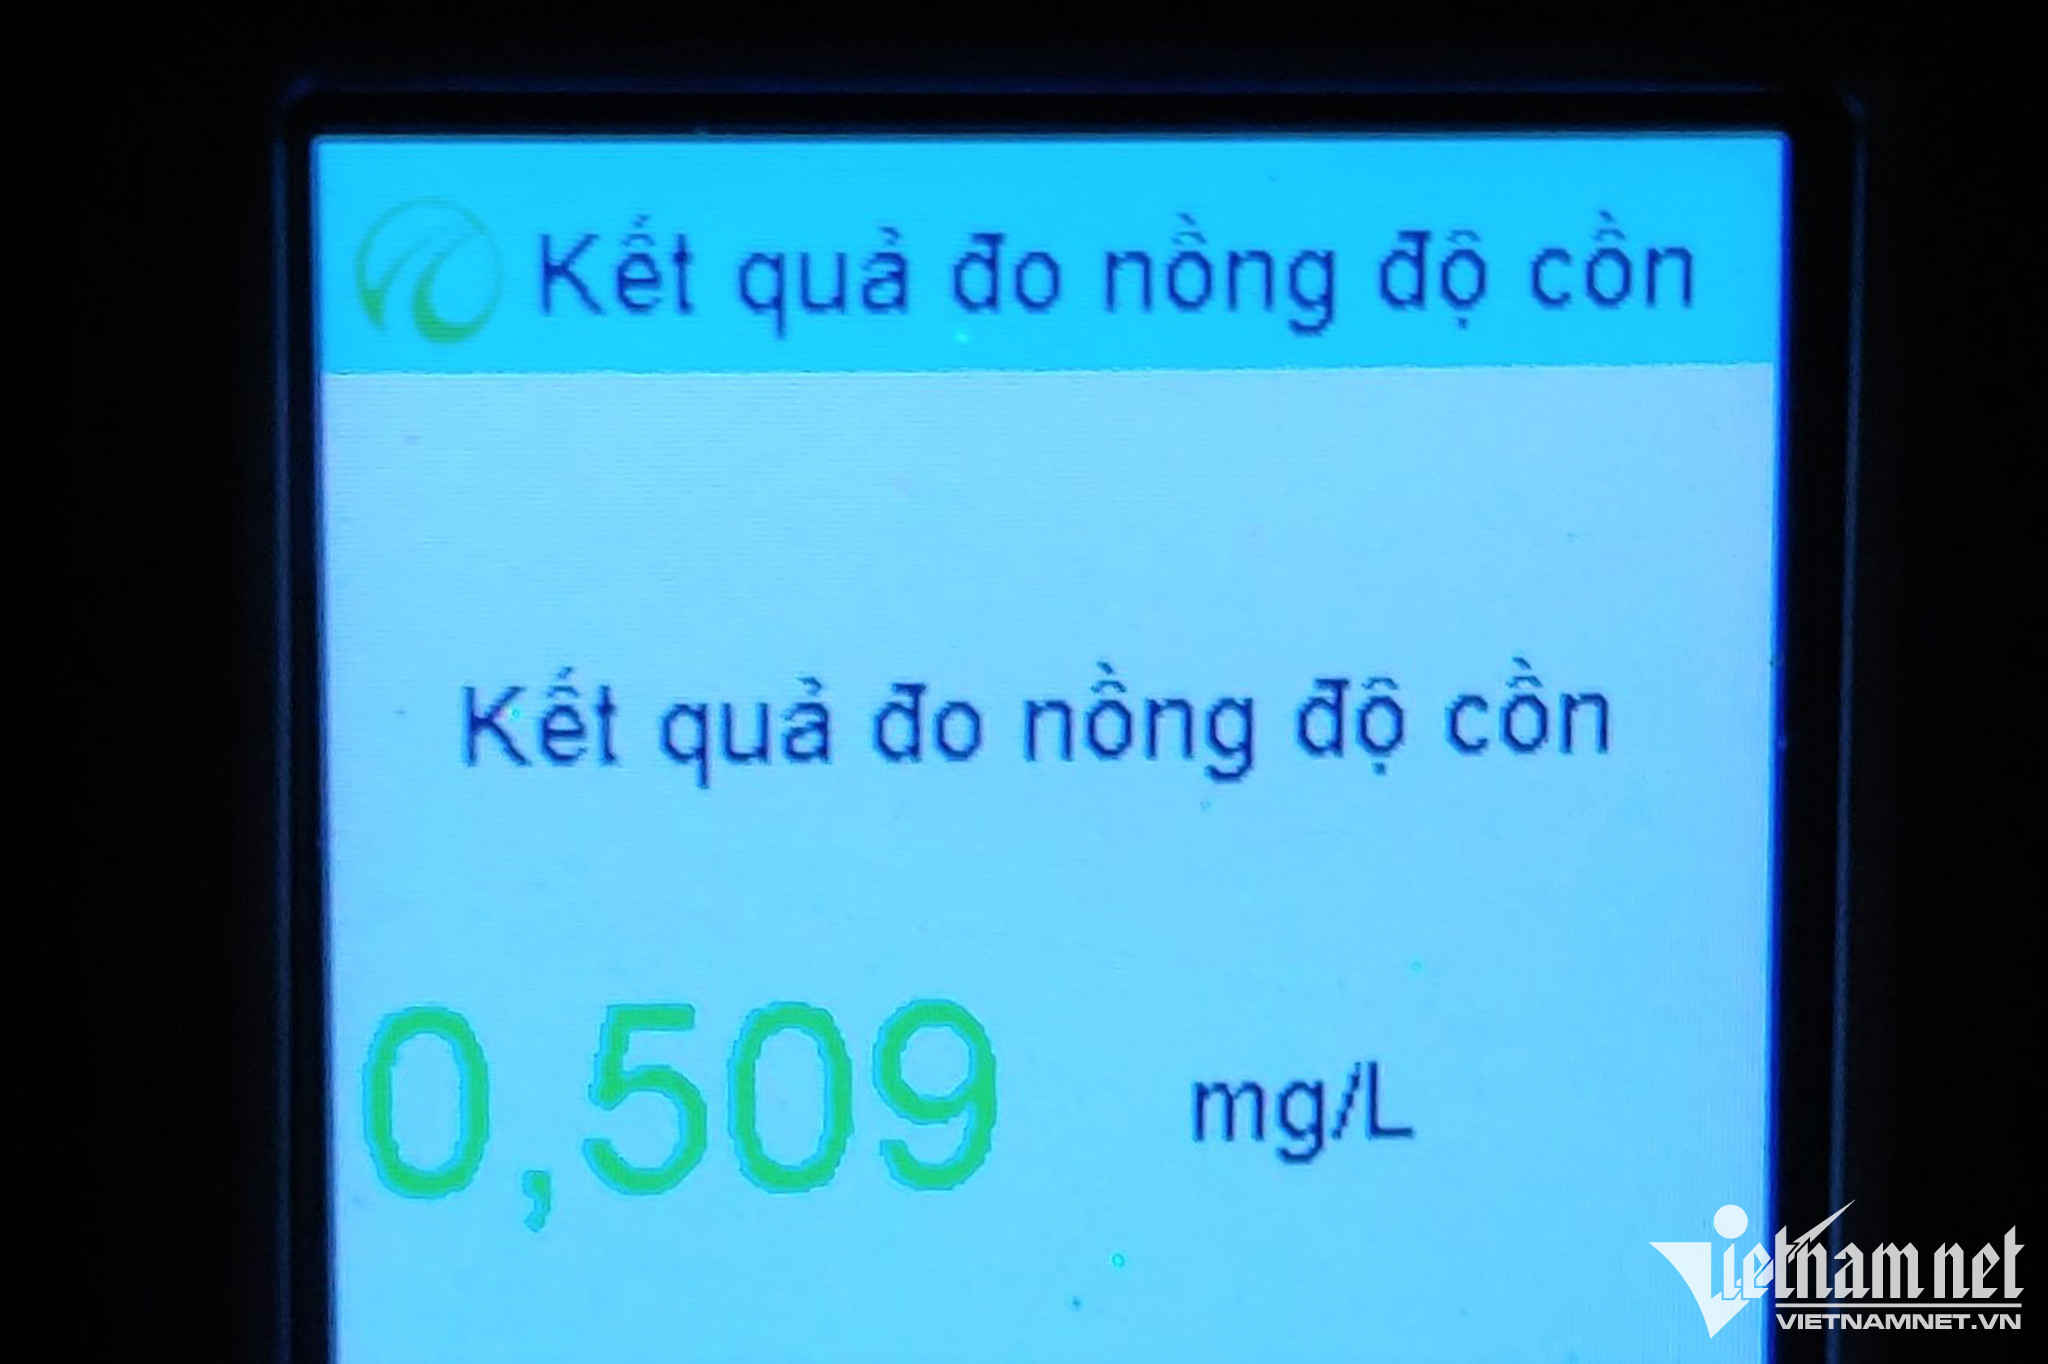 Kết quả đo nồng độ cồn
Kết quả đo nồng độ cồn
0,509 mg/L
Vietnamnet
VIETNAMNET.VN